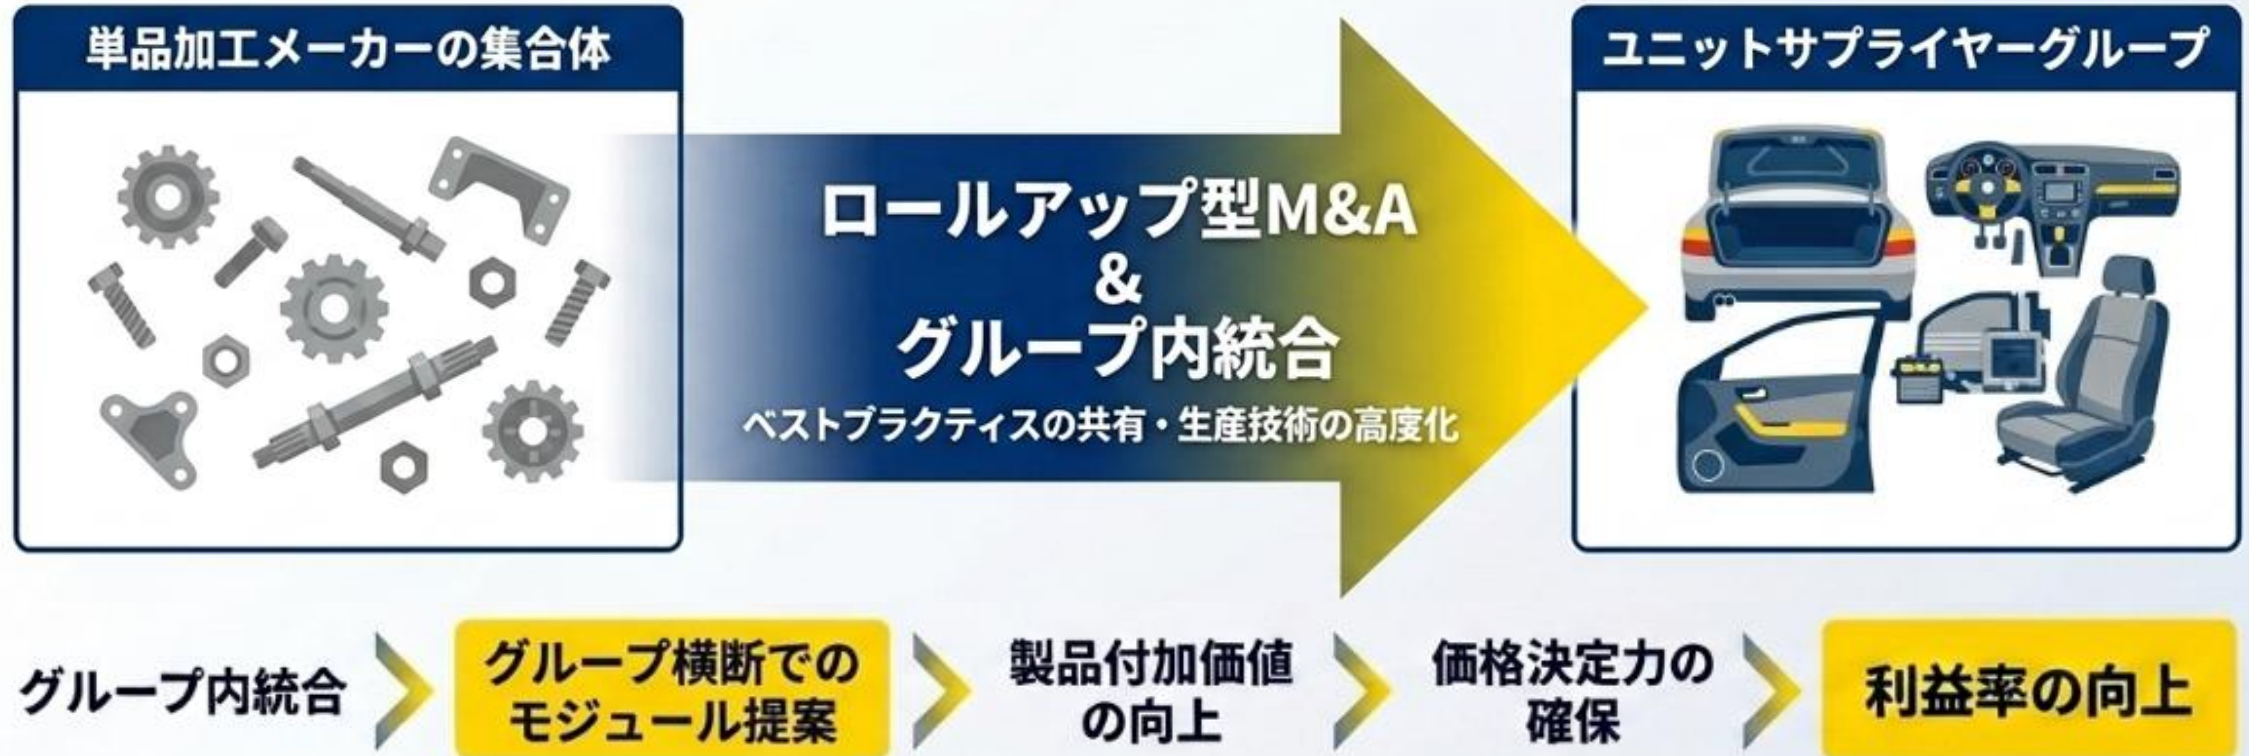 単品加工メーカーの集合体
ユニットサプライヤーグループ
ロールアップ型M&A
&
グループ内統合
ベストプラクティスの共有・生産技術の高度化
グループ内統合
グループ横断での
モジュール提案
製品付加価値
の向上
価格決定力の
確保
利益率の向上